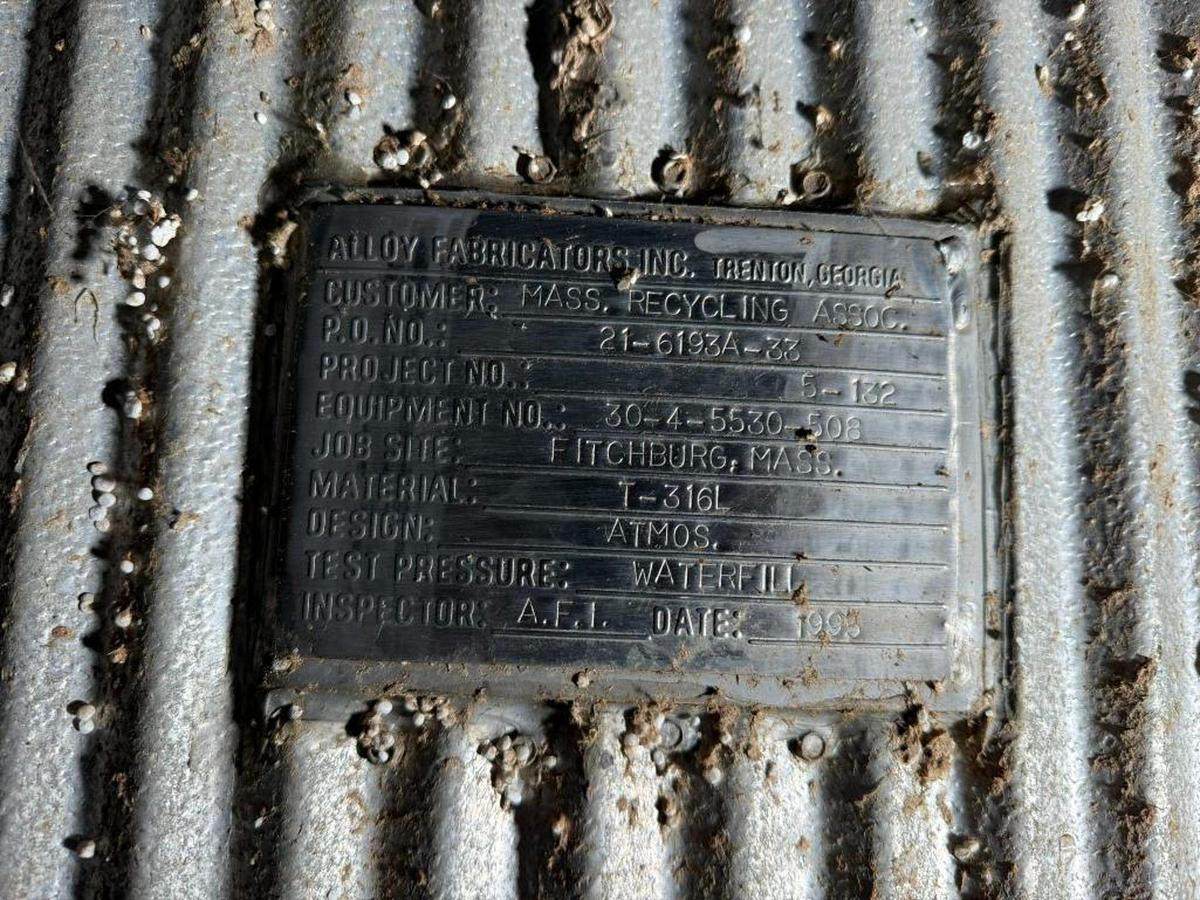 ALLOY FABRICATORS INC. TRENTON, GEORGIA
CUSTOMER: MASS. RECYCLING ASSOC.
P.O. NO.: 21-6193A-33
PROJECT NO.: 5-132
EQUIPMENT NO.: 30-4-5530-508
JOB SITE: FITCHBURG, MASS.
MATERIAL: T-316L
DESIGN: ATMOS.
TEST PRESSURE: WATERFILL
INSPECTOR: A.F.I. DATE: 1995